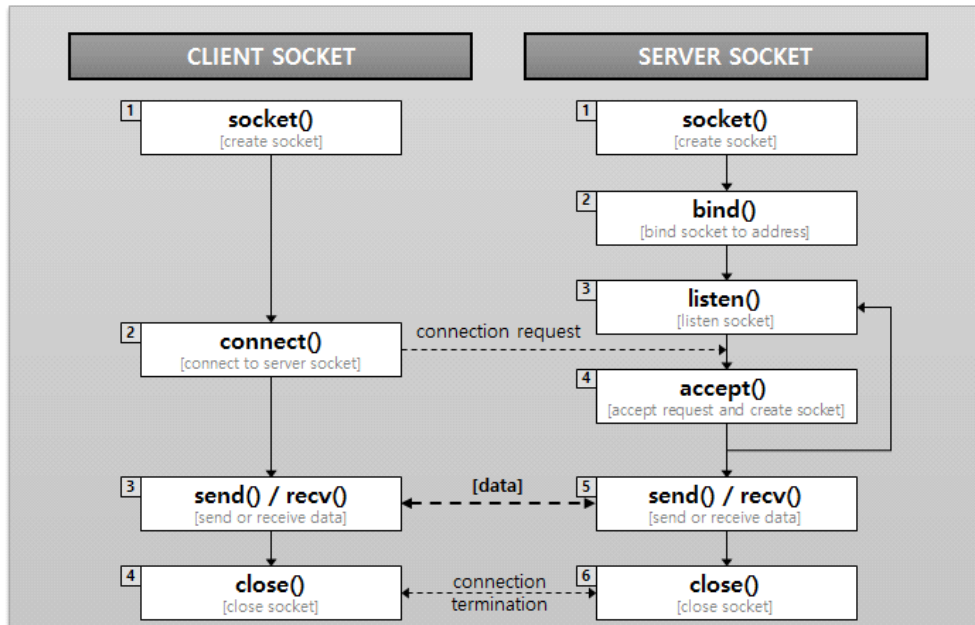 CLIENT SOCKET
SERVER SOCKET
1
socket()
[create socket]
1
socket()
[create socket]
2
bind()
[bind socket to address]
3
listen()
[listen socket]
2
connect()
[connect to server socket]
connection request
4
accept()
[accept request and create socket]
3
send() / recv()
[send or receive data]
[data]
5
send() / recv()
[send or receive data]
4
close()
[close socket]
connection
termination
6
close()
[close socket]